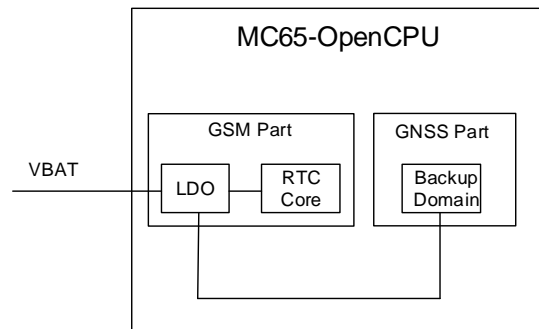 MC65-OpenCPU
GSM Part
GNSS Part
VBAT
LDO
RTC
Core
Backup
Domain